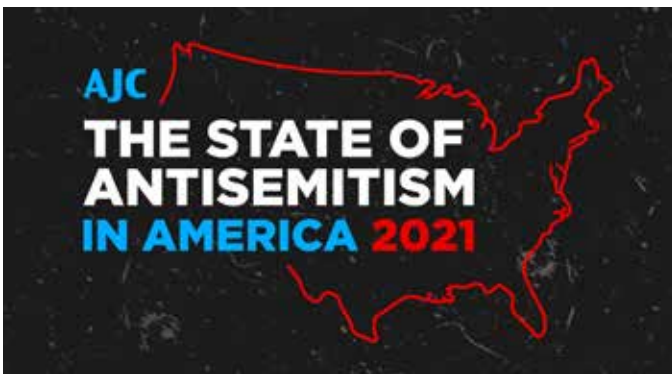 AJC
THE STATE OF
ANTISEMITISM
IN AMERICA 2021